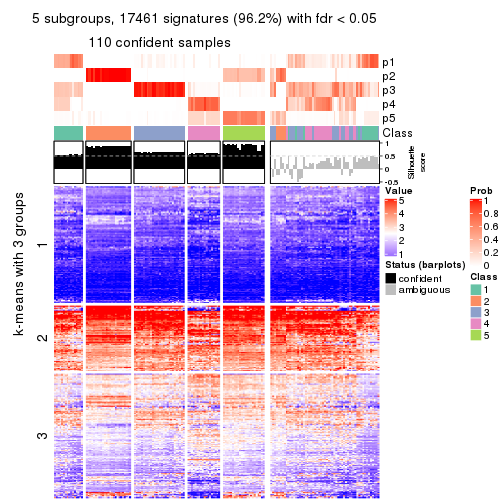 5 subgroups, 17461 signatures (96.2%) with fdr < 0.05
110 confident samples
p1
p2
p3
p4
p5
Class
1
0.5
0
-0.5
Silhouette
score
k-means with 3 groups
1
2
3
Value
5
4
3
2
1
Status (barplots)
confident
ambiguous
Prob
1
0.8
0.6
0.4
0.2
0
Class
1
2
3
4
5